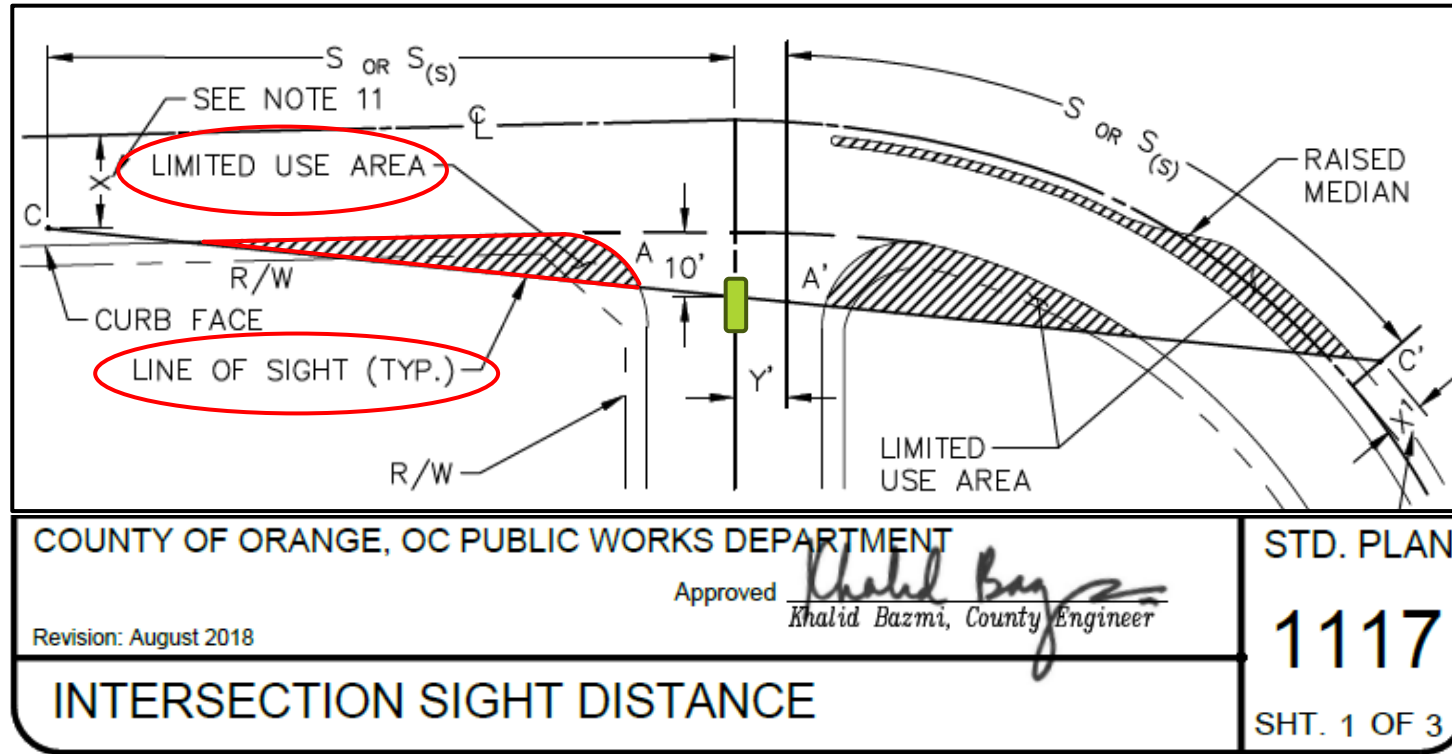 S OR S(S)
SEE NOTE 11
℄
LIMITED USE AREA
X
C
S OR S(S)
RAISED
MEDIAN
A
10'
A'
R/W
CURB FACE
LINE OF SIGHT (TYP.)
C'
Y'
X'
R/W
LIMITED
USE AREA
COUNTY OF ORANGE, OC PUBLIC WORKS DEPARTMENT
Approved Khalid Baz
Khalid Bazmi, County Engineer
Revision: August 2018
INTERSECTION SIGHT DISTANCE
STD. PLAN
1117
SHT. 1 OF 3